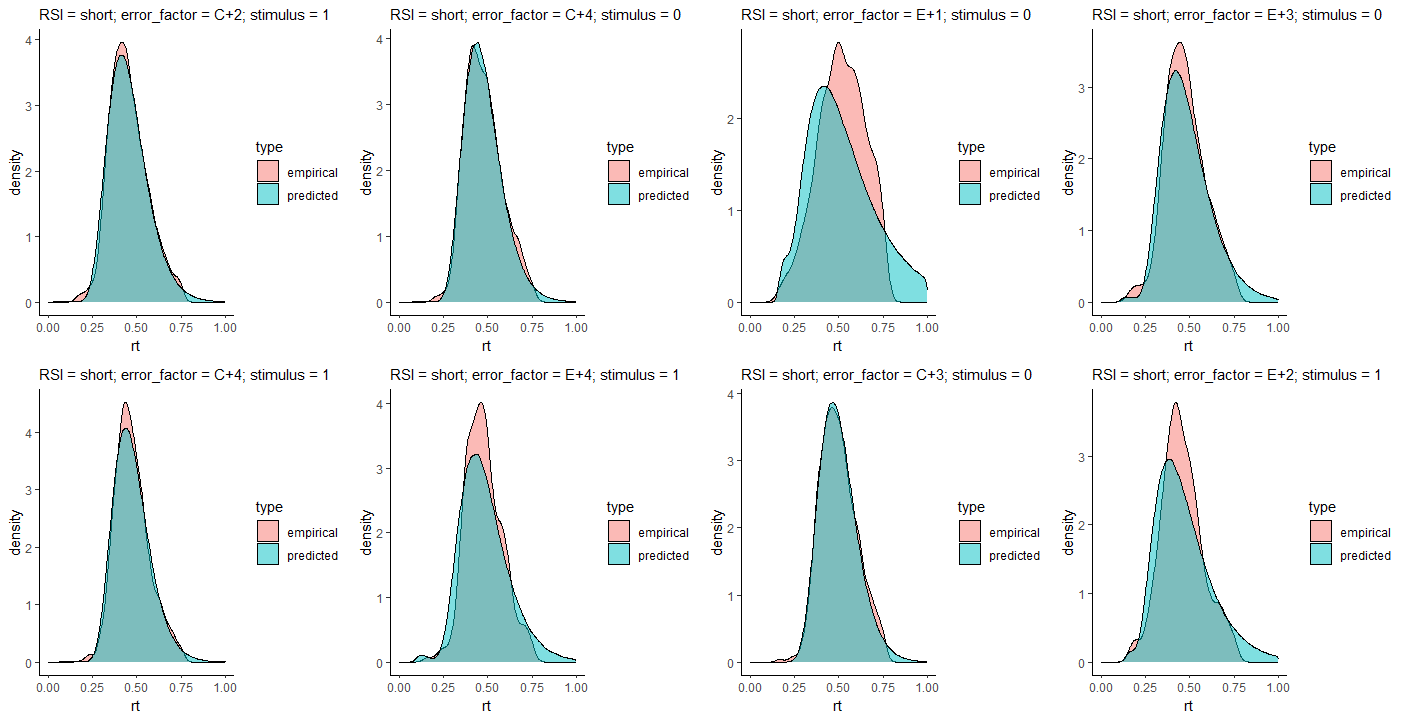 RSI = short; error_factor = C+2; stimulus = 1
4
3
2
1
0
density
0.00 0.25 0.50 0.75 1.00
rt
type
empirical
predicted
RSI = short; error_factor = C+4; stimulus = 0
4
3
2
1
0
density
0.00 0.25 0.50 0.75 1.00
rt
type
empirical
predicted
RSI = short; error_factor = E+1; stimulus = 0
2
1
0
density
0.00 0.25 0.50 0.75 1.00
rt
type
empirical
predicted
RSI = short; error_factor = E+3; stimulus = 0
3
2
1
0
density
0.00 0.25 0.50 0.75 1.00
rt
type
empirical
predicted
RSI = short; error_factor = C+4; stimulus = 1
4
3
2
1
0
density
0.00 0.25 0.50 0.75 1.00
rt
type
empirical
predicted
RSI = short; error_factor = E+4; stimulus = 1
4
3
2
1
0
density
0.00 0.25 0.50 0.75 1.00
rt
type
empirical
predicted
RSI = short; error_factor = C+3; stimulus = 0
4
3
2
1
0
density
0.00 0.25 0.50 0.75 1.00
rt
type
empirical
predicted
RSI = short; error_factor = E+2; stimulus = 1
3
2
1
0
density
0.00 0.25 0.50 0.75 1.00
rt
type
empirical
predicted